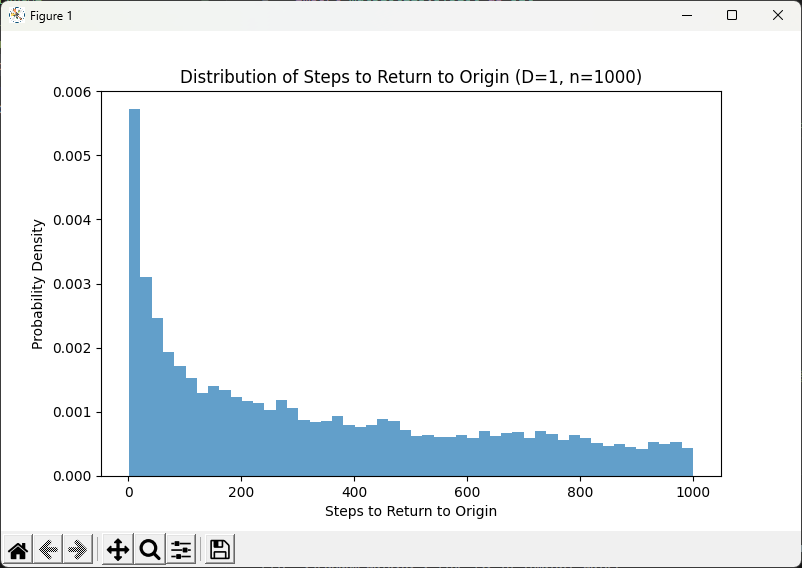 Figure 1
Distribution of Steps to Return to Origin (D=1, n=1000)
0.006
0.005
0.004
0.003
0.002
0.001
0.000
Probability Density
0 200 400 600 800 1000
Steps to Return to Origin